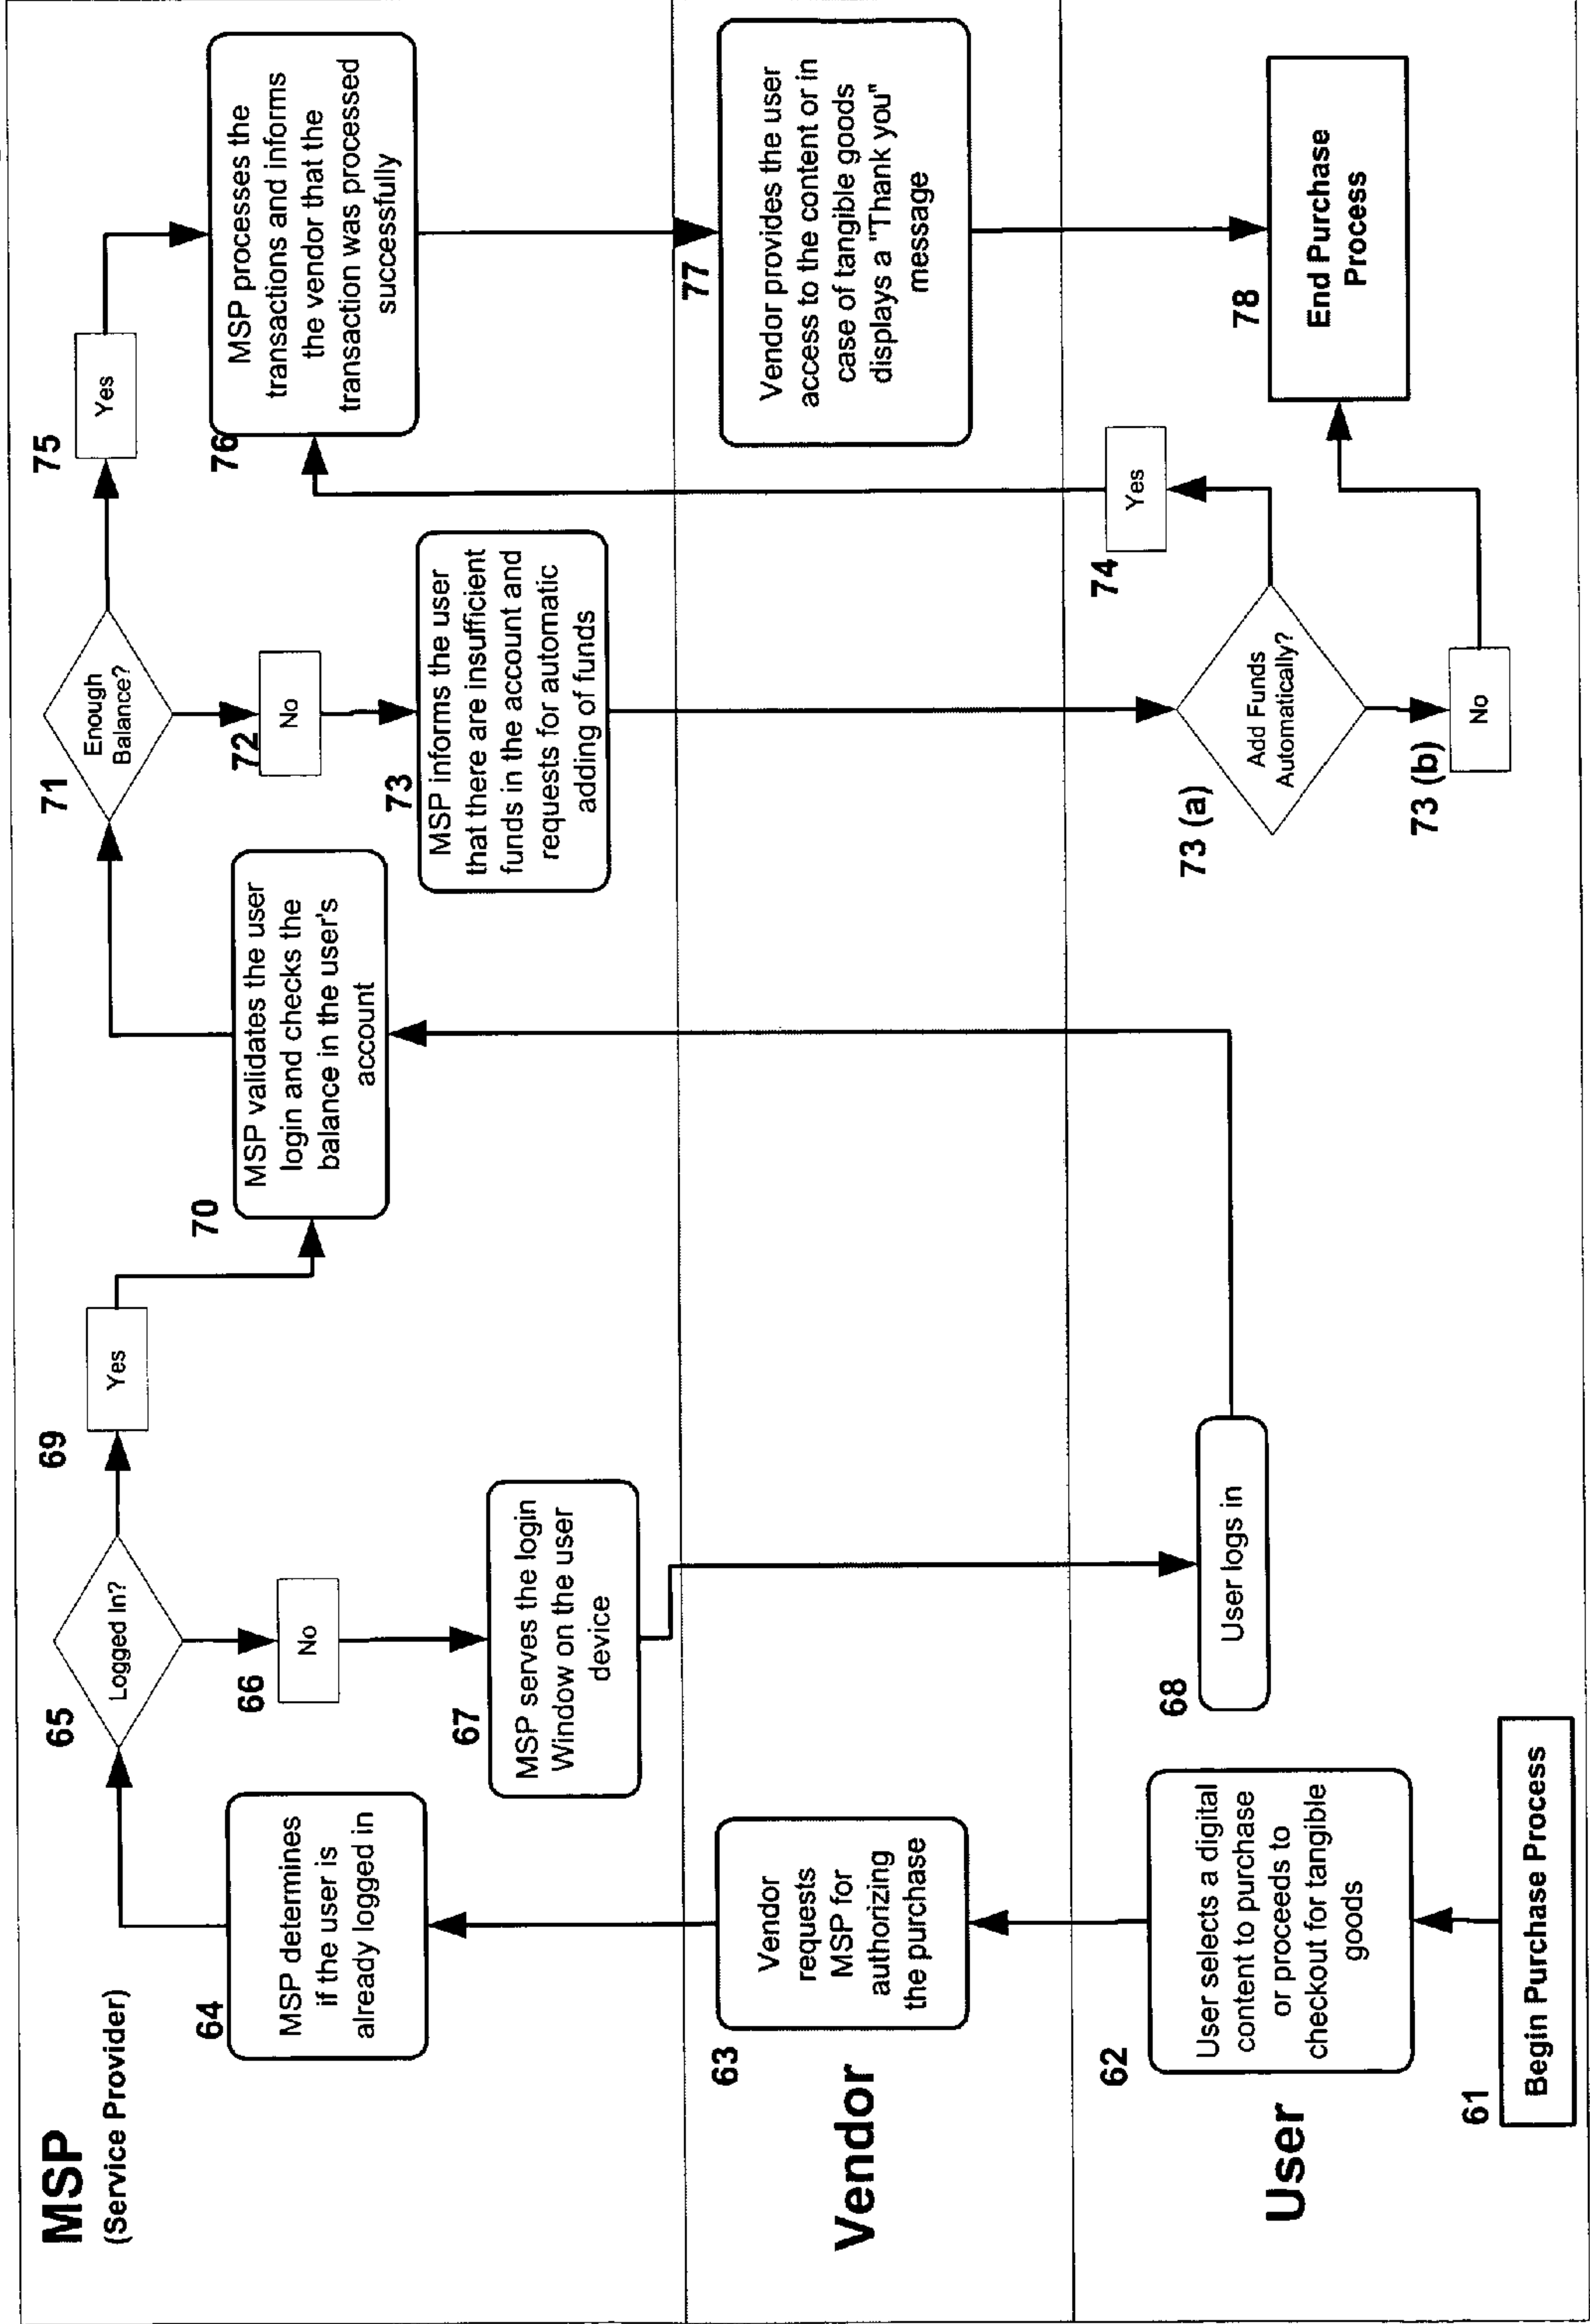 MSP
(Service Provider)
64
MSP determines
if the user is
already logged in
65
Logged In?
66
No
67
MSP serves the login
Window on the user
device
69
Yes
70
MSP validates the user
login and checks the
balance in the user's
account
71
Enough
Balance?
72
No
73
MSP informs the user
that there are insufficient
funds in the account and
requests for automatic
adding of funds
75
Yes
76
MSP processes the
transactions and informs
the vendor that the
transaction was processed
successfully
Vendor
63
Vendor
requests
MSP for
authorizing
the purchase
77
Vendor provides the user
access to the content or in
case of tangible goods
displays a "Thank you"
message
User
61
Begin Purchase Process
62
User selects a digital
content to purchase
or proceeds to
checkout for tangible
goods
68
User logs in
73 (a)
Add Funds
Automatically?
73 (b)
No
74
Yes
78
End Purchase
Process